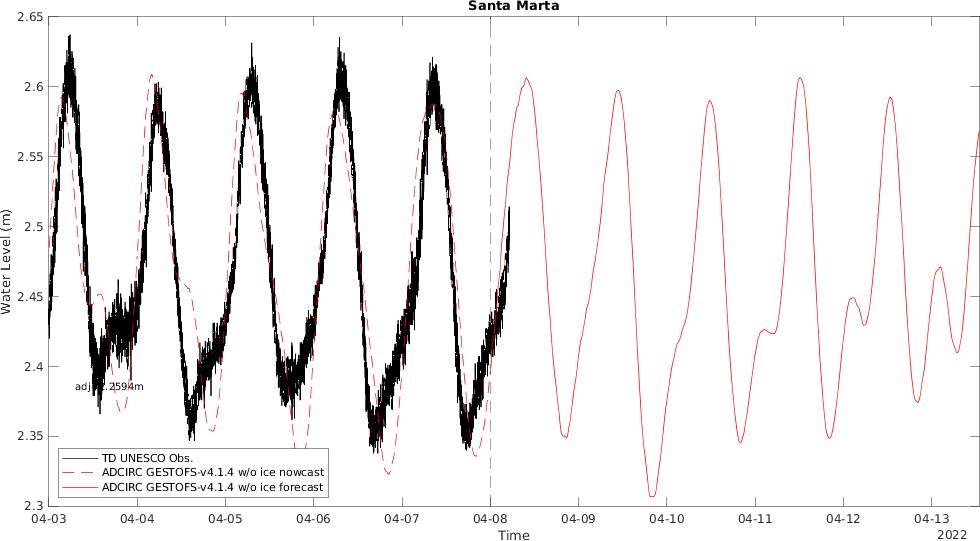 Santa Marta
2.65
2.6
2.55
2.5
2.45
2.4
2.35
2.3
Water Level (m)
TD UNESCO Obs.
ADCIRC GESTOFS-v4.1.4 w/o ice nowcast
ADCIRC GESTOFS-v4.1.4 w/o ice forecast
04-03 04-04 04-05 04-06 04-07 04-08 04-09 04-10 04-11 04-12 04-13
Time
2022